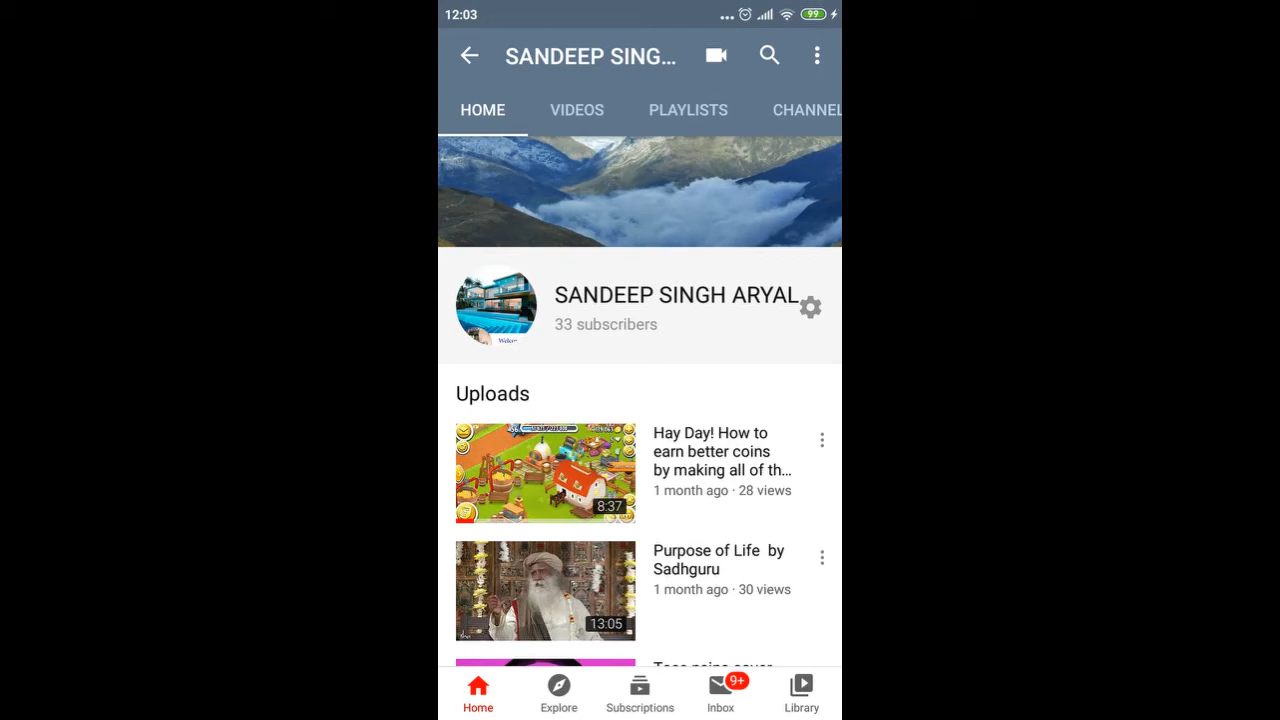 12:03
99
SANDEEP SING...
HOME VIDEOS PLAYLISTS CHANNEL
SANDEEP SINGH ARYAL
33 subscribers
Uploads
Hay Day! How to
earn better coins
by making all of th...
1 month ago · 28 views
8:37
Purpose of Life by
Sadhguru
1 month ago · 30 views
13:05
9+
Home Explore Subscriptions Inbox Library